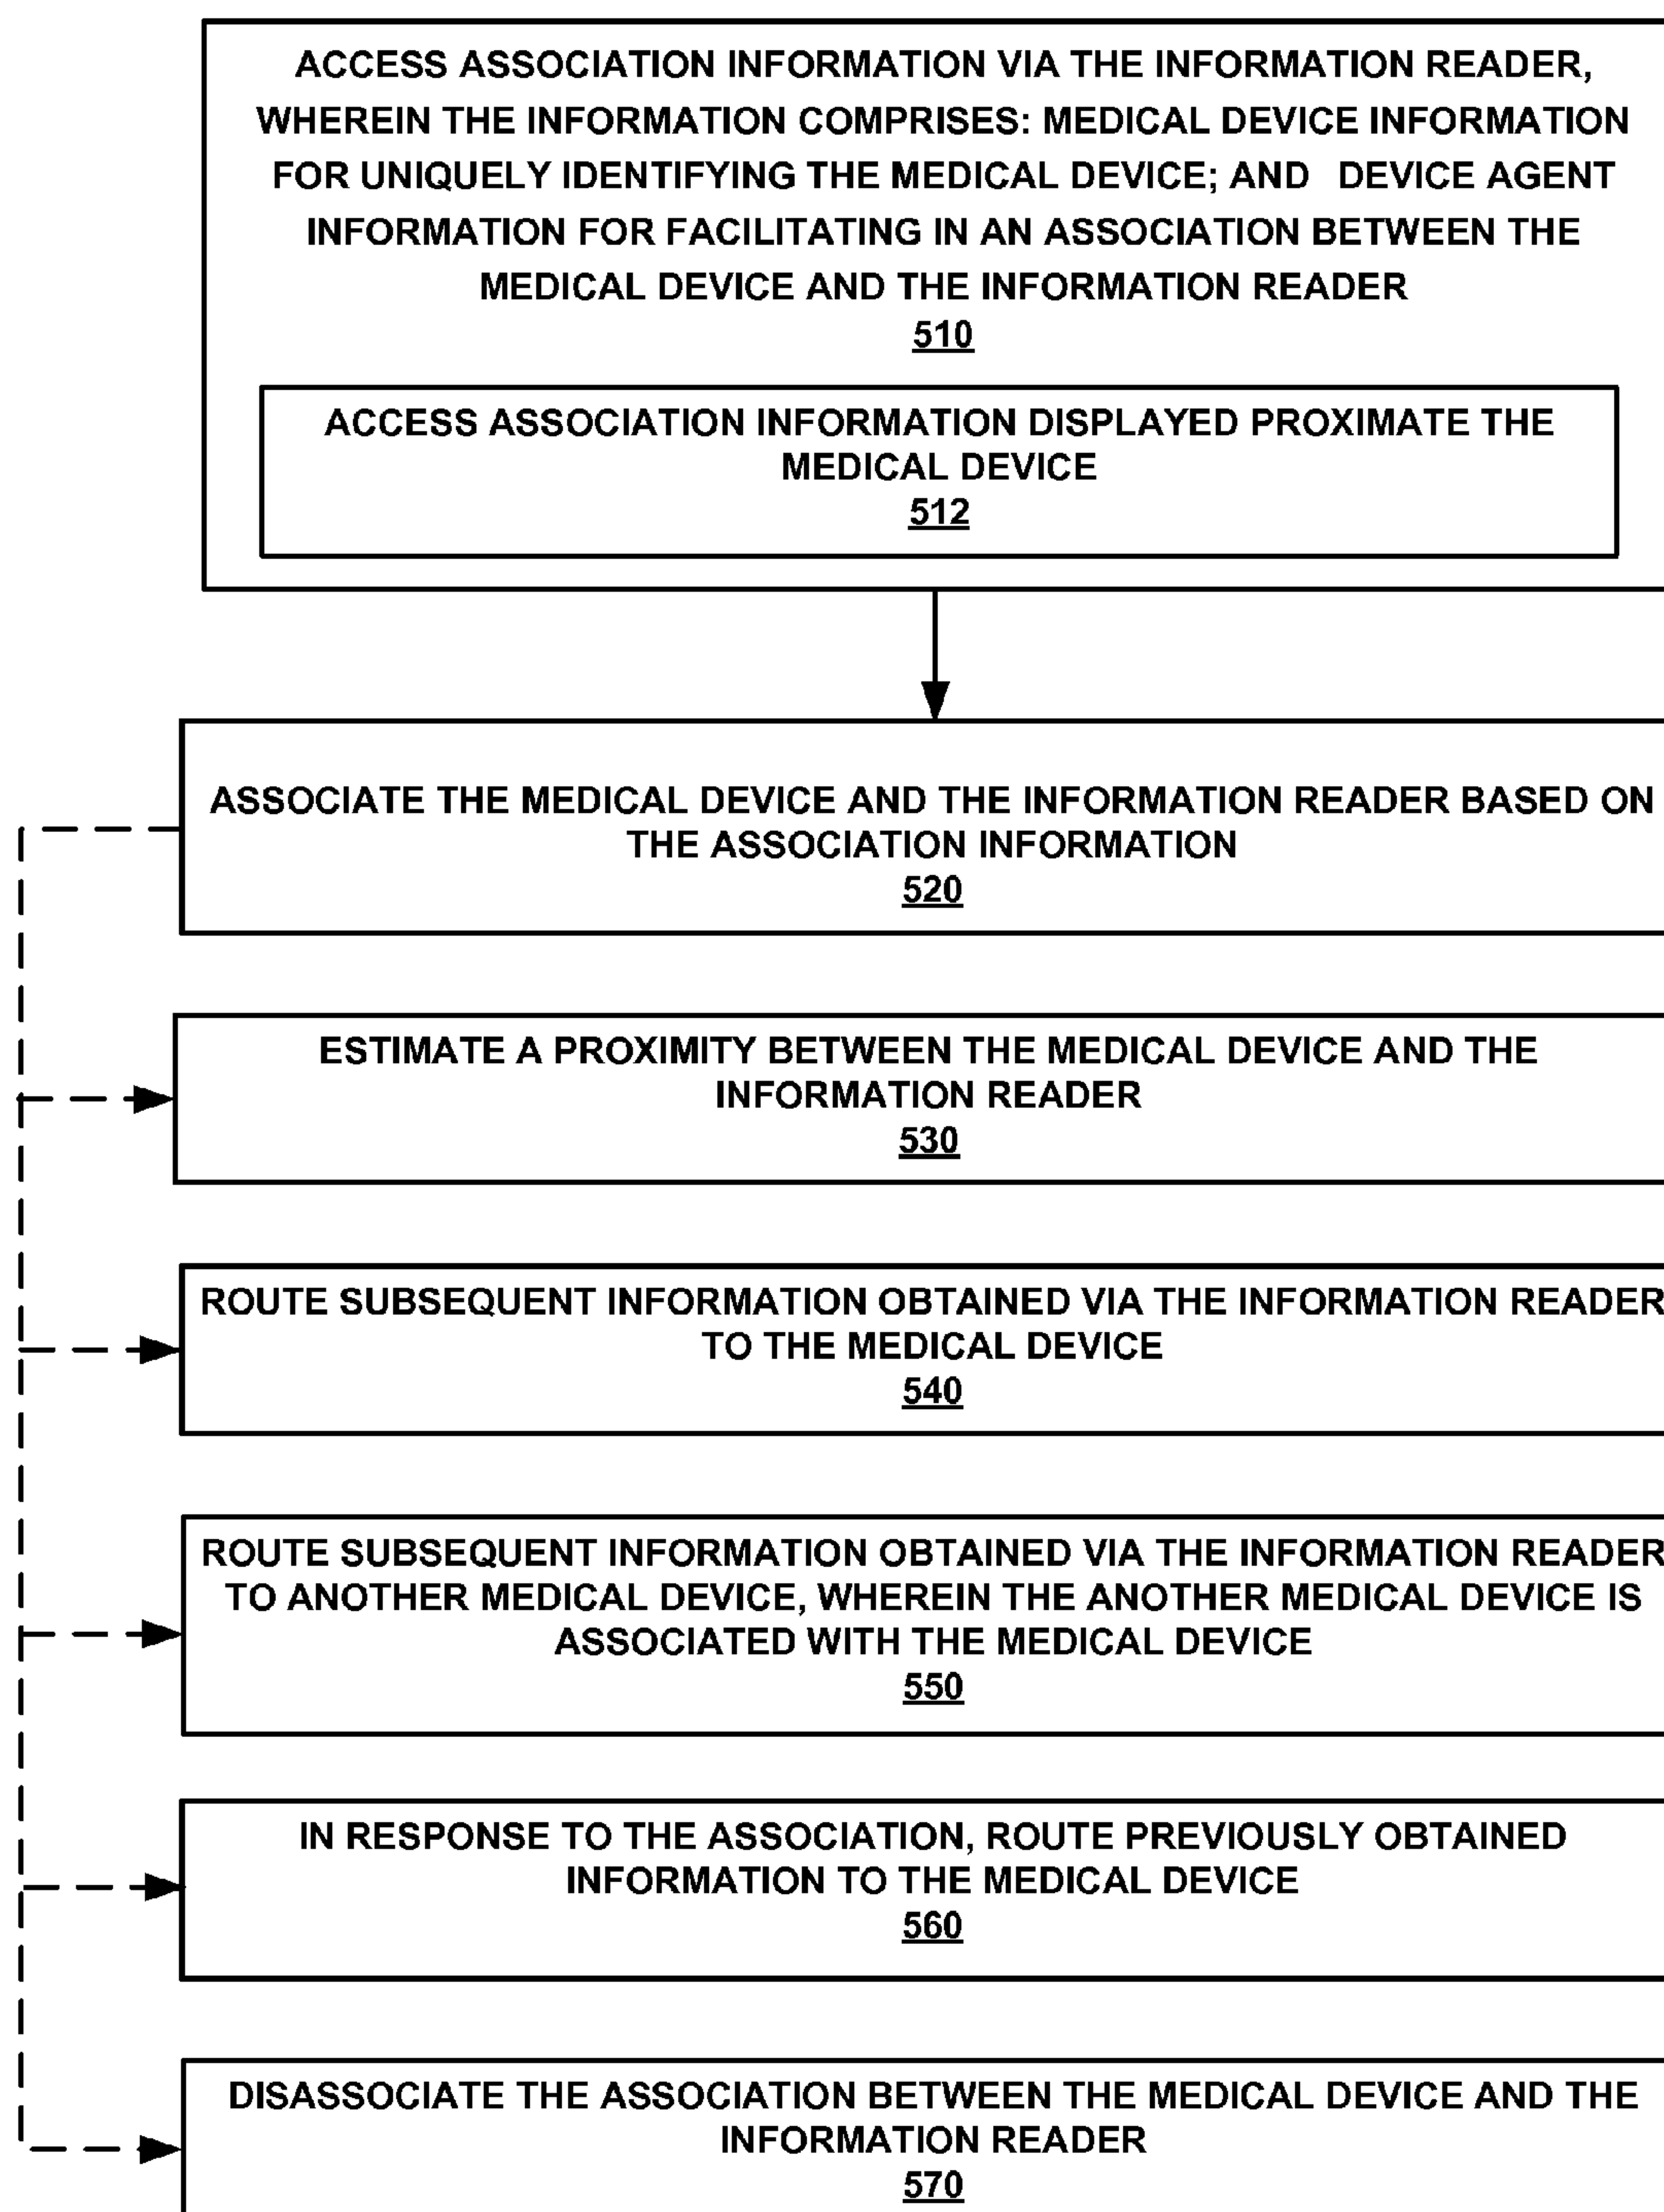 ACCESS ASSOCIATION INFORMATION VIA THE INFORMATION READER,
WHEREIN THE INFORMATION COMPRISES: MEDICAL DEVICE INFORMATION
FOR UNIQUELY IDENTIFYING THE MEDICAL DEVICE; AND DEVICE AGENT
INFORMATION FOR FACILITATING IN AN ASSOCIATION BETWEEN THE
MEDICAL DEVICE AND THE INFORMATION READER
510
ACCESS ASSOCIATION INFORMATION DISPLAYED PROXIMATE THE
MEDICAL DEVICE
512
ASSOCIATE THE MEDICAL DEVICE AND THE INFORMATION READER BASED ON
THE ASSOCIATION INFORMATION
520
ESTIMATE A PROXIMITY BETWEEN THE MEDICAL DEVICE AND THE
INFORMATION READER
530
ROUTE SUBSEQUENT INFORMATION OBTAINED VIA THE INFORMATION READER
TO THE MEDICAL DEVICE
540
ROUTE SUBSEQUENT INFORMATION OBTAINED VIA THE INFORMATION READER
TO ANOTHER MEDICAL DEVICE, WHEREIN THE ANOTHER MEDICAL DEVICE IS
ASSOCIATED WITH THE MEDICAL DEVICE
550
IN RESPONSE TO THE ASSOCIATION, ROUTE PREVIOUSLY OBTAINED
INFORMATION TO THE MEDICAL DEVICE
560
DISASSOCIATE THE ASSOCIATION BETWEEN THE MEDICAL DEVICE AND THE
INFORMATION READER
570